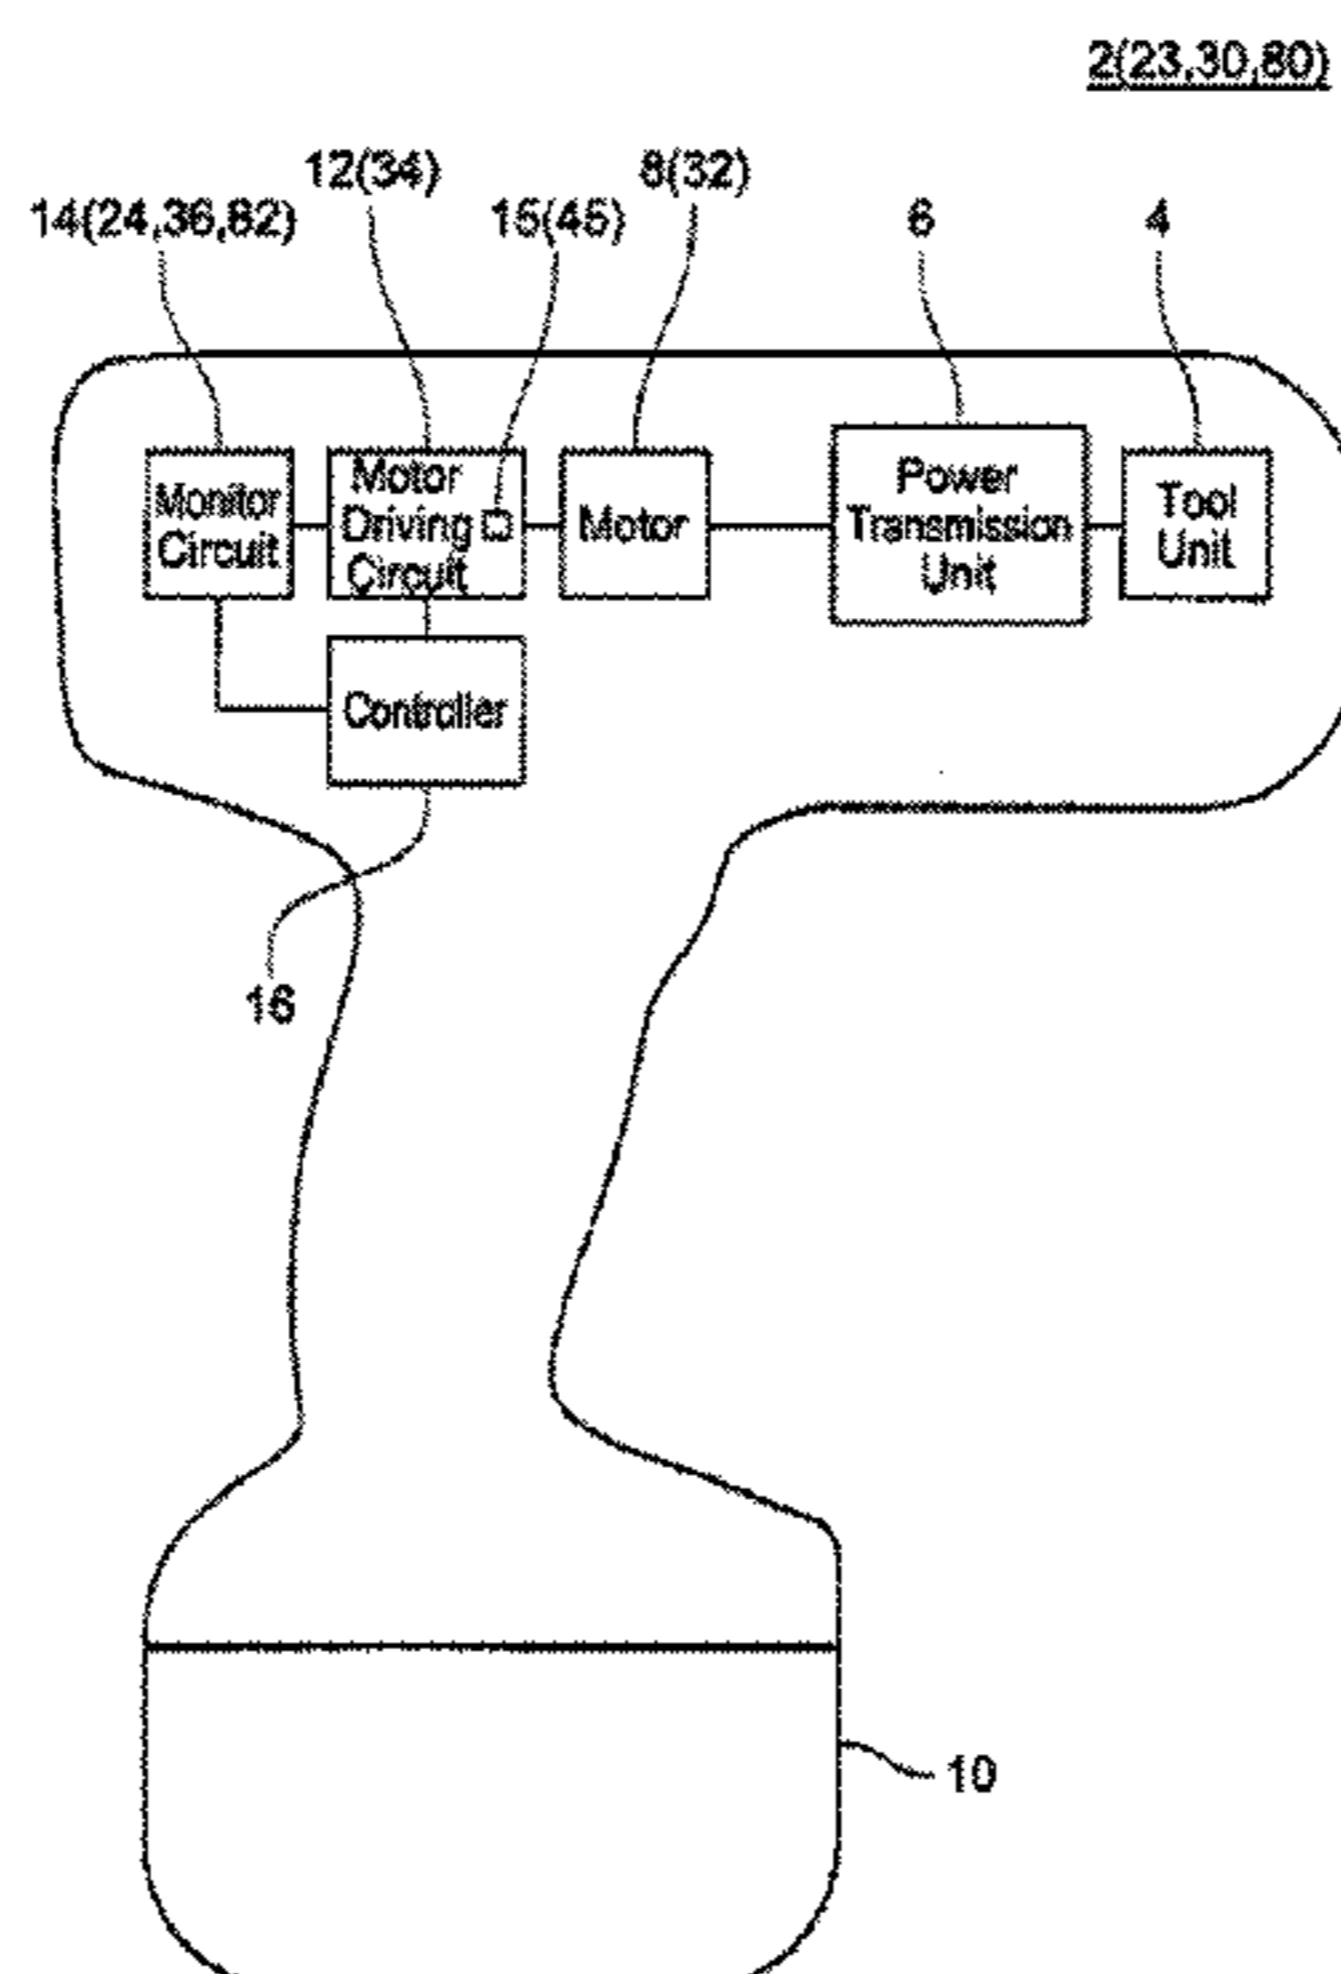 2(23,30,80)
12(34)
8(32)
14(24,36,82)
15(45)
6
4
Monitor
Circuit
Motor
Driving
Circuit
Motor
Power
Transmission
Unit
Tool
Unit
Controller
16
10